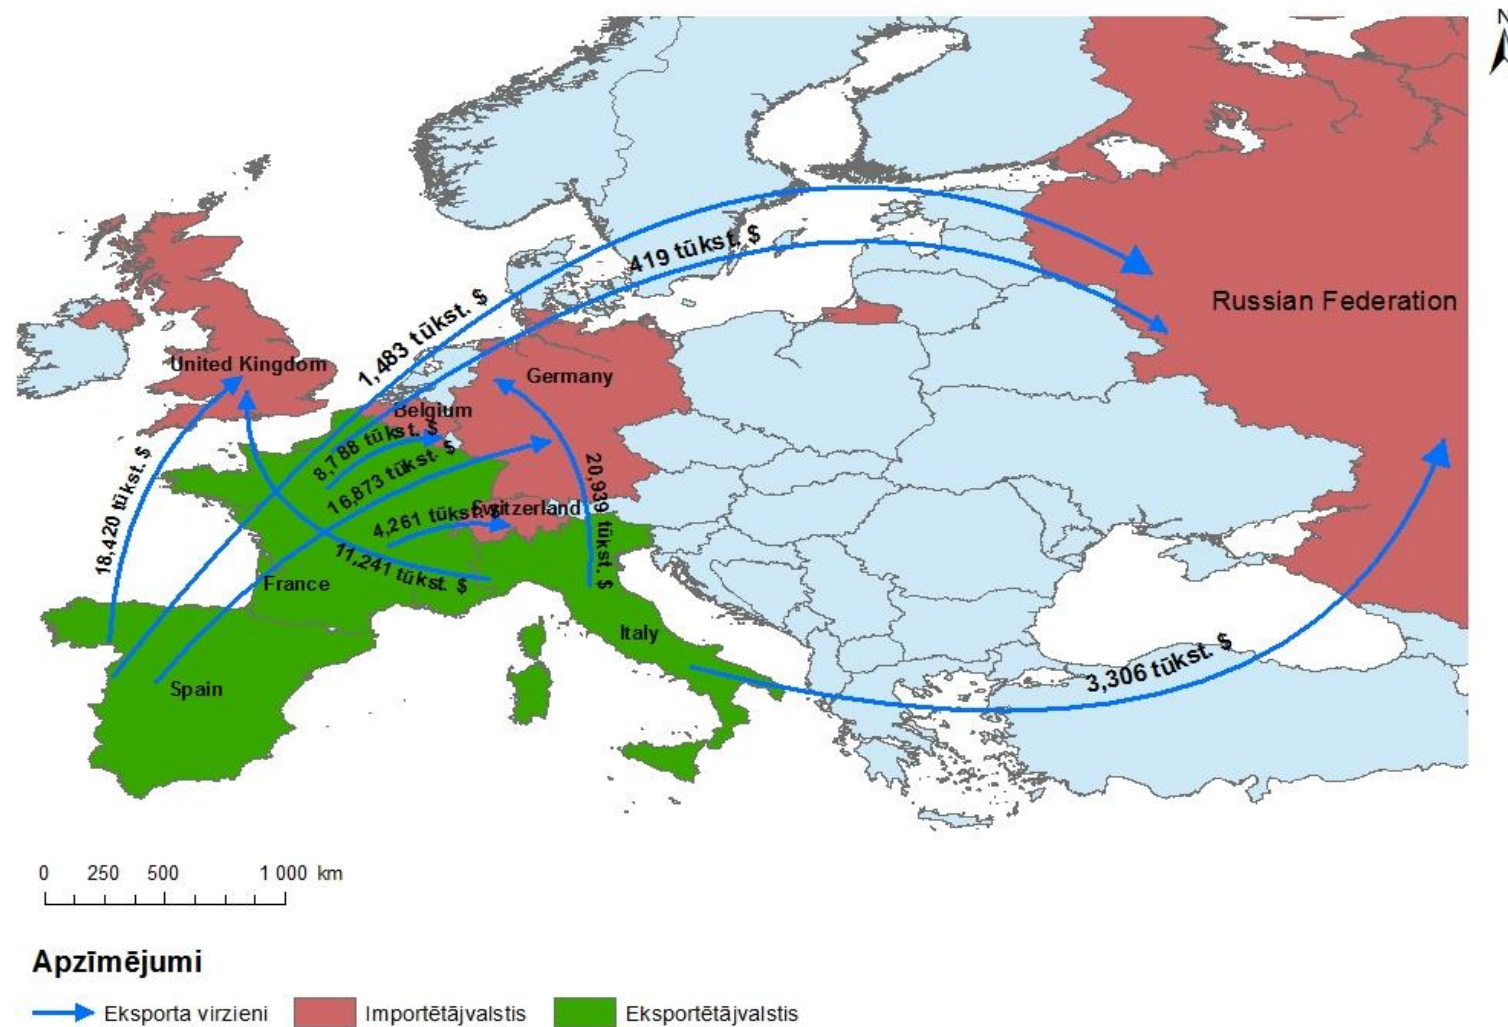 N
1,483 tūkst. $
419 tūkst. $
Russian Federation
United Kingdom
Germany
Belgium
8,788 tūkst. $
16,873 tūkst. $
18,420 tūkst. $
20,939 tūkst. $
4,261 tūkst. $
Switzerland
11,241 tūkst. $
France
Italy
Spain
3,306 tūkst. $
0 250 500 1 000 km
Apzīmējumi
Eksporta virzieni Importētājvalstis Eksportētājvalstis